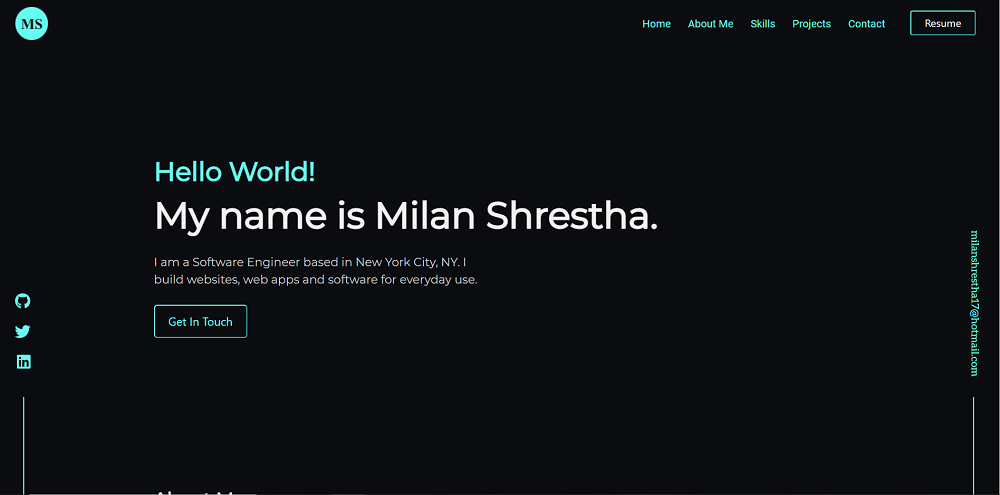 MS
Home About Me Skills Projects Contact Resume
Hello World!
My name is Milan Shrestha.
I am a Software Engineer based in New York City, NY. I
build websites, web apps and software for everyday use.
Get In Touch
milanshrestha17@hotmail.com